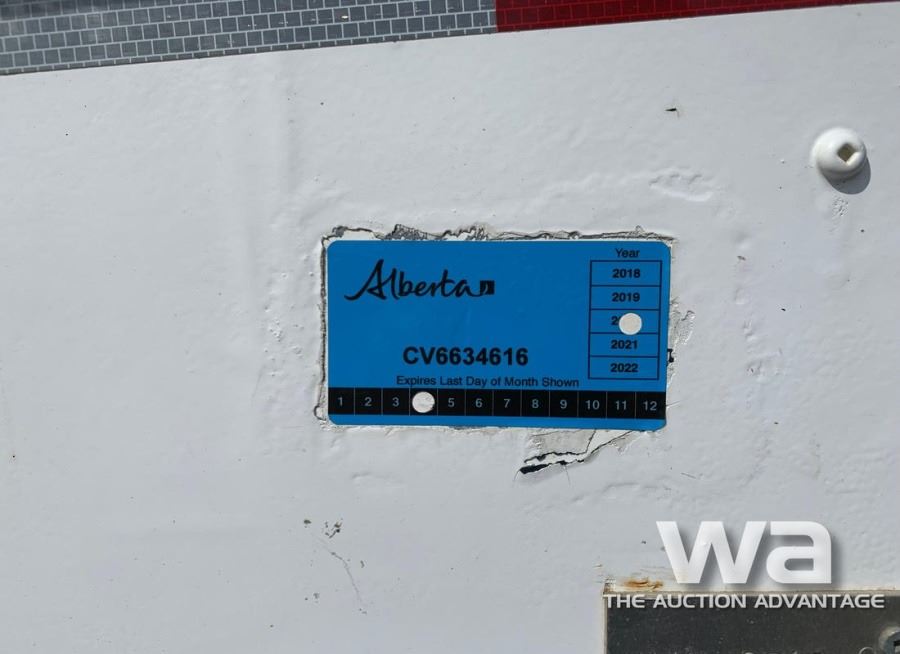 Year
Alberta
2018
2019
2021
CV6634616
2022
Expires Last Day of Month Shown
1 2 3 5 6 7 8 9 10 11 12
wa
THE AUCTION ADVANTAGE